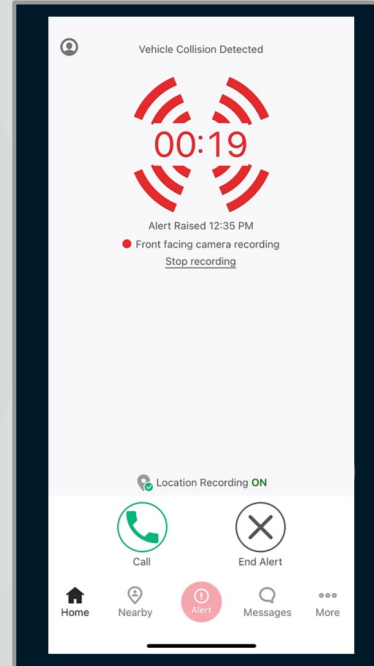 Vehicle Collision Detected
00:19
Alert Raised 12:35 PM
Front facing camera recording
Stop recording
Location Recording ON
Call
End Alert
Home
Nearby
Alert
Messages
More